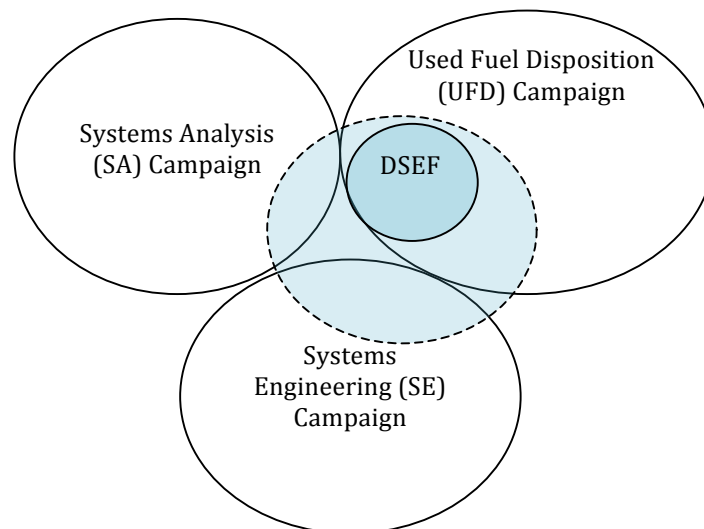 Used Fuel Disposition
(UFD) Campaign
Systems Analysis
(SA) Campaign
DSEF
Systems
Engineering (SE)
Campaign